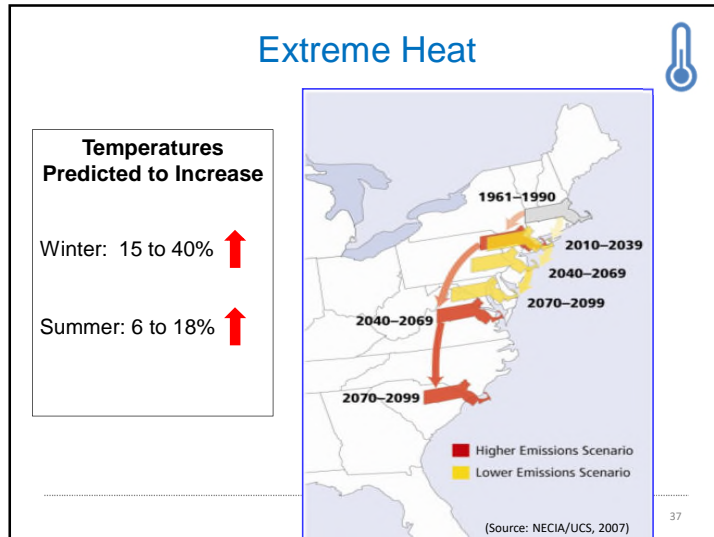 Extreme Heat
Temperatures
Predicted to Increase
Winter: 15 to 40%
Summer: 6 to 18%
1961–1990
2010–2039
2040–2069
2070–2099
2040–2069
2070–2099
Higher Emissions Scenario
Lower Emissions Scenario
(Source: NECIA/UCS, 2007)
37